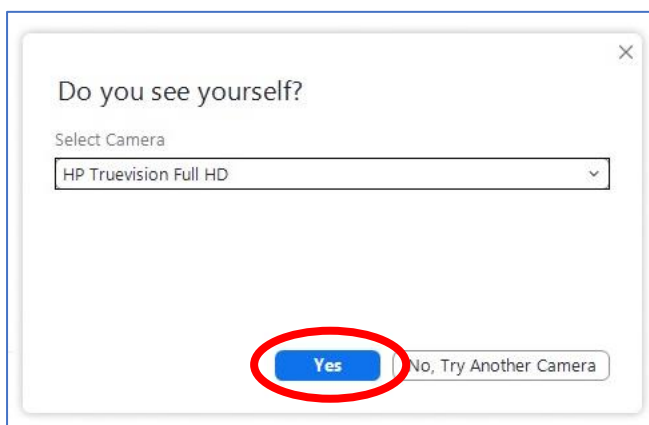 Do you see yourself?
Select Camera
HP Truevision Full HD
Yes
No, Try Another Camera